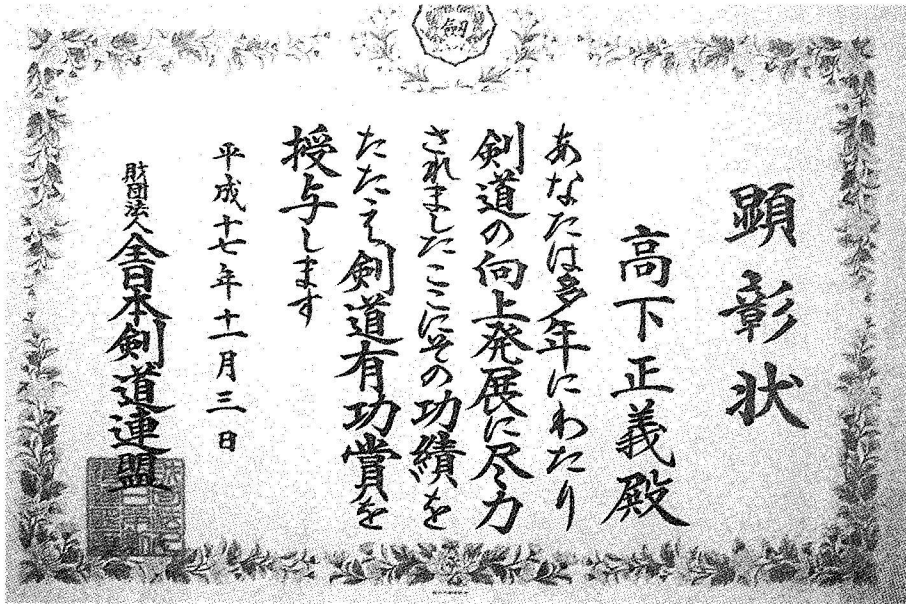 剣
顕彰状
高下正義殿
あなたは多年にわたり
剣道の向上発展に尽力
されましたここにその功績を
たたえ剣道有功賞を
授与します
平成十七年十一月三日
財団法人全日本剣道連盟